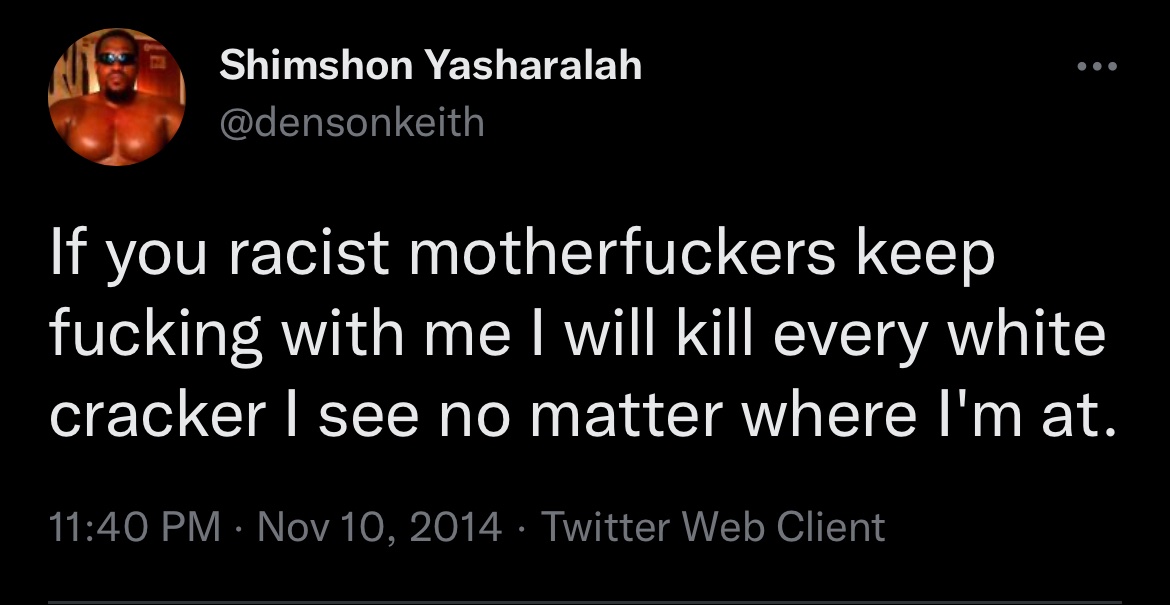 Shimshon Yasharalah
@densonkeith
If you racist motherfuckers keep
fucking with me I will kill every white
cracker I see no matter where I'm at.
11:40 PM · Nov 10, 2014 · Twitter Web Client